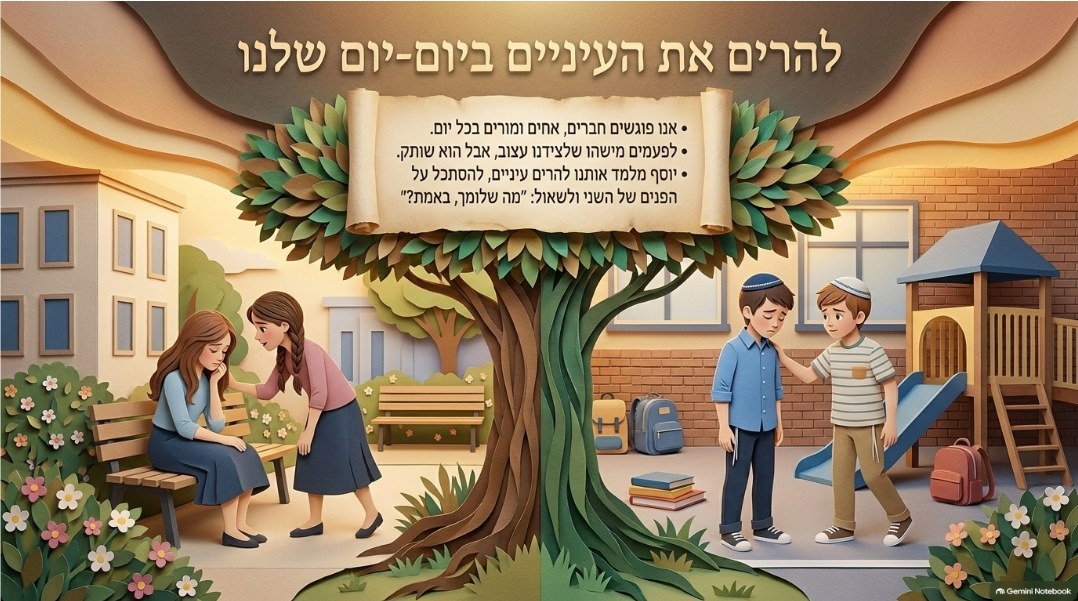 להרים את העיניים ביום-יום שלנו
• אנו פוגשים חברים, אחים ומורים בכל יום.
• לפעמים מישהו שלצידנו עצוב, אבל הוא שותק.
• יוסף מלמד אותנו להרים עיניים, להסתכל על
הפנים של השני ולשאול: "מה שלומך, באמת?"
Gemini Notebook